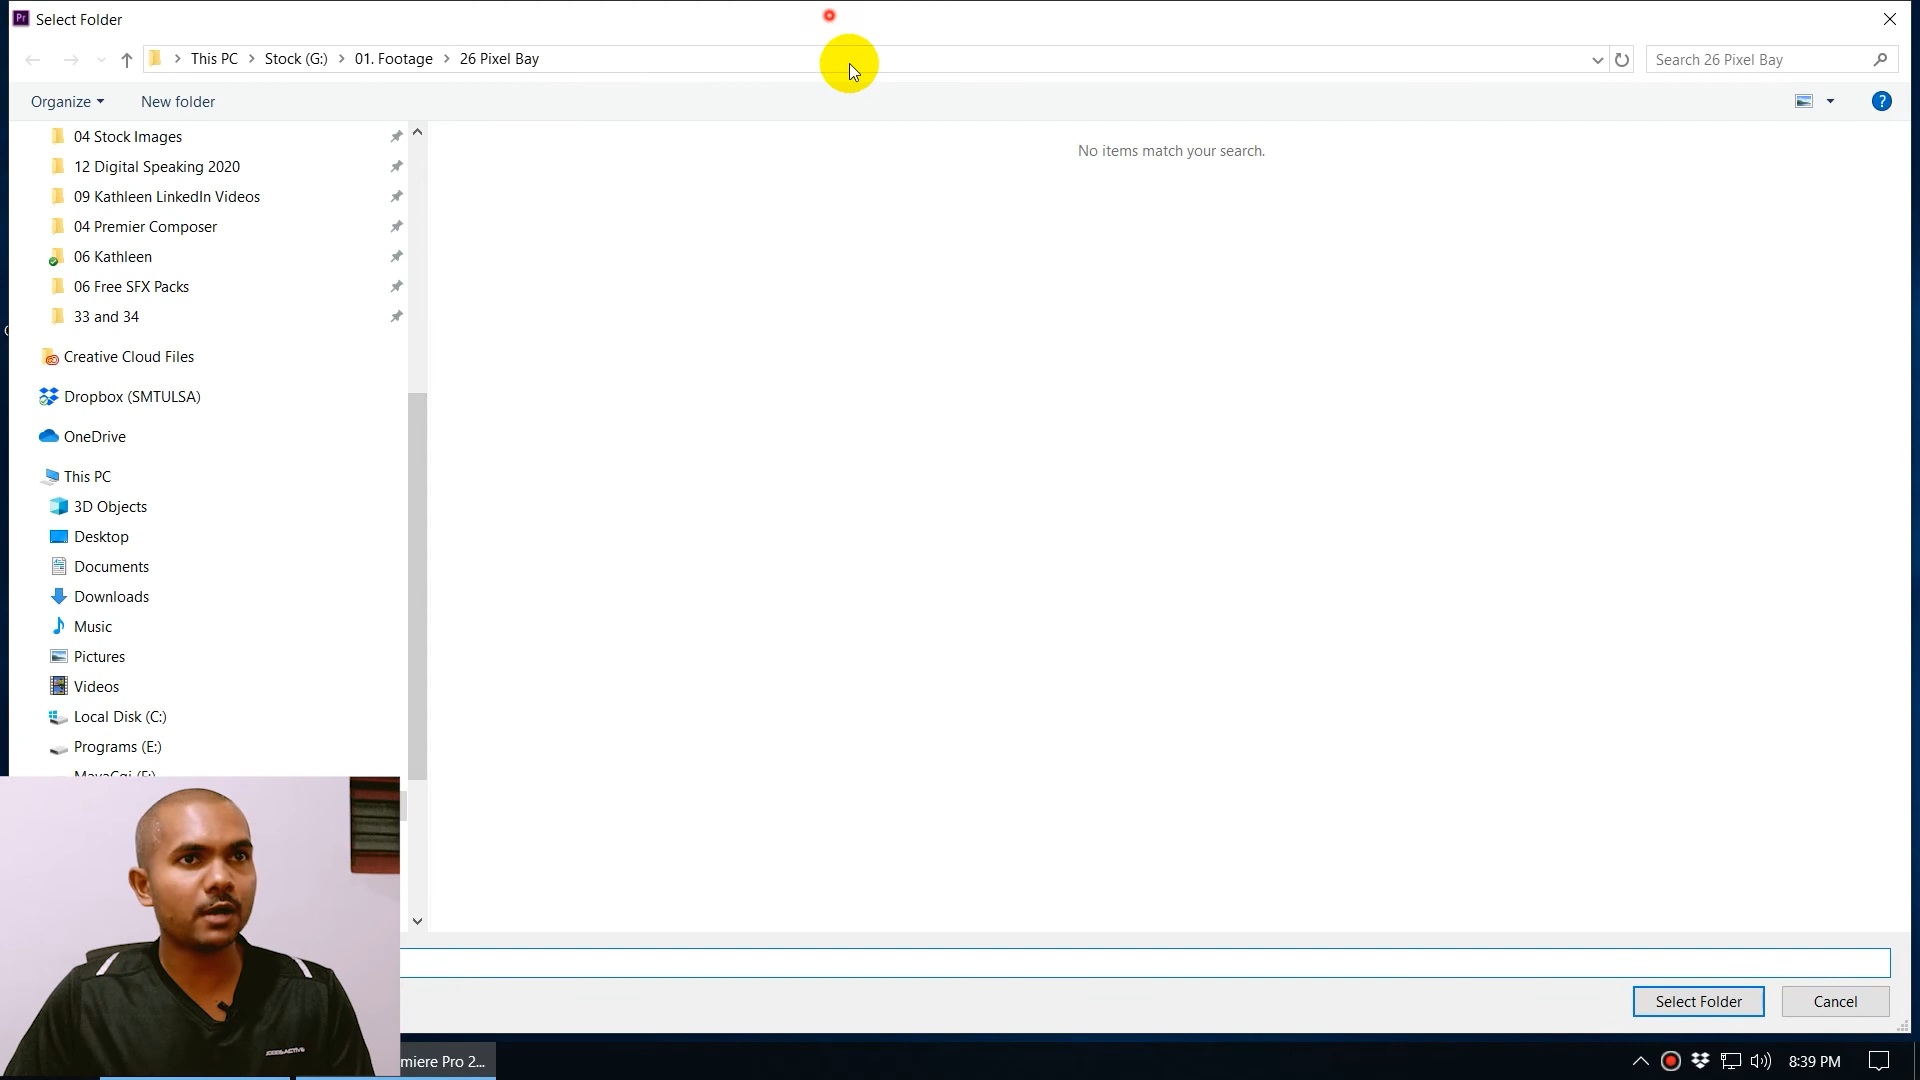 Pr Select Folder
This PC > Stock (G:) > 01. Footage > 26 Pixel Bay
Search 26 Pixel Bay
Organize
New folder
?
04 Stock Images
12 Digital Speaking 2020
09 Kathleen LinkedIn Videos
04 Premier Composer
06 Kathleen
06 Free SFX Packs
33 and 34
Creative Cloud Files
Dropbox (SMTULSA)
OneDrive
This PC
3D Objects
Desktop
Documents
Downloads
Music
Pictures
Videos
Local Disk (C:)
Programs (E:)
No items match your search.
Select Folder
Cancel
miere Pro 2...
8:39 PM